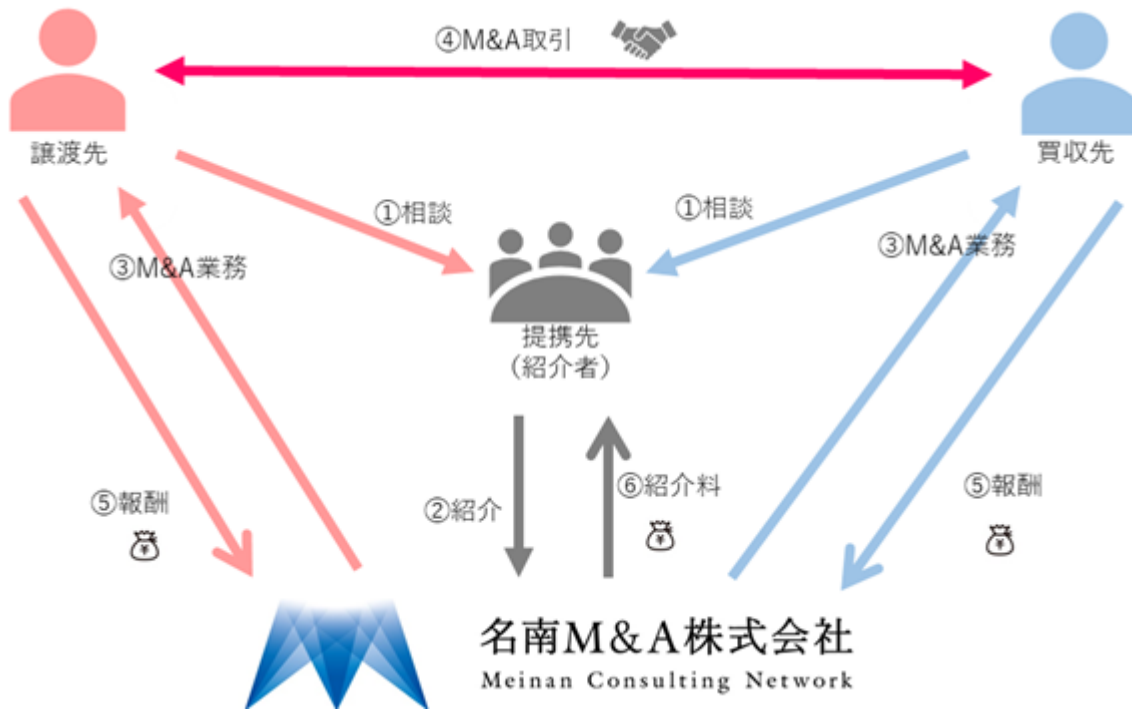 ④M&A取引
譲渡先
買収先
①相談
①相談
③M&A業務
③M&A業務
提携先
（紹介者）
⑤報酬
②紹介
⑥紹介料
⑤報酬
¥
¥
¥
名南M&A株式会社
Meinan Consulting Network